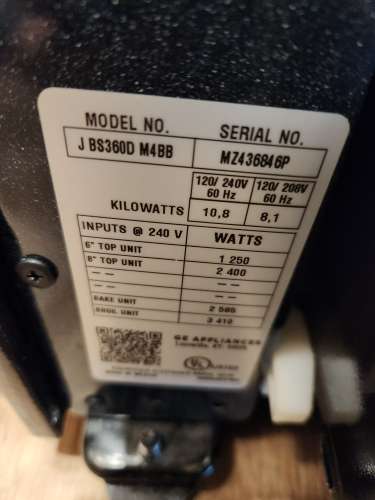 MODEL NO. SERIAL NO.
J BS360D M4BB MZ436846P
120/ 240V 120/ 208V
60 Hz 60 Hz
KILOWATTS 10,8 8,1
INPUTS @ 240 V WATTS
6" TOP UNIT 1 250
8" TOP UNIT 2 400
-- --
-- --
BAKE UNIT 2 585
BROIL UNIT 3 410
GE APPLIANCES
UL